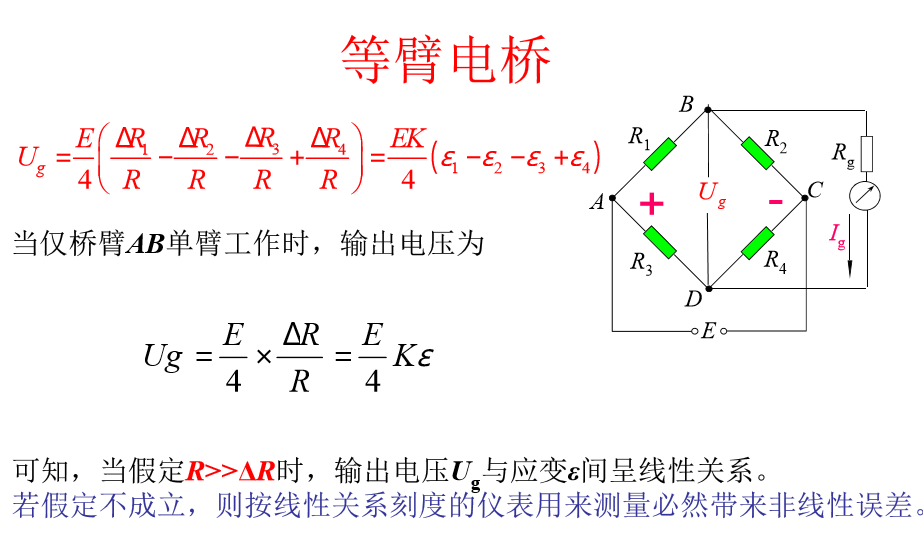 等臂电桥
U_g = E/4 (ΔR₁/R − ΔR₂/R − ΔR₃/R + ΔR₄/R) = EK/4 (ε₁ − ε₂ − ε₃ + ε₄)
当仅桥臂AB单臂工作时，输出电压为
Ug = E/4 × ΔR/R = E/4 Kε
可知，当假定R>>ΔR时，输出电压U_g与应变ε间呈线性关系。
若假定不成立，则按线性关系刻度的仪表用来测量必然带来非线性误差。
B
R₁
R₂
R_g
A
+
U_g
-
C
I_g
R₃
R₄
D
E